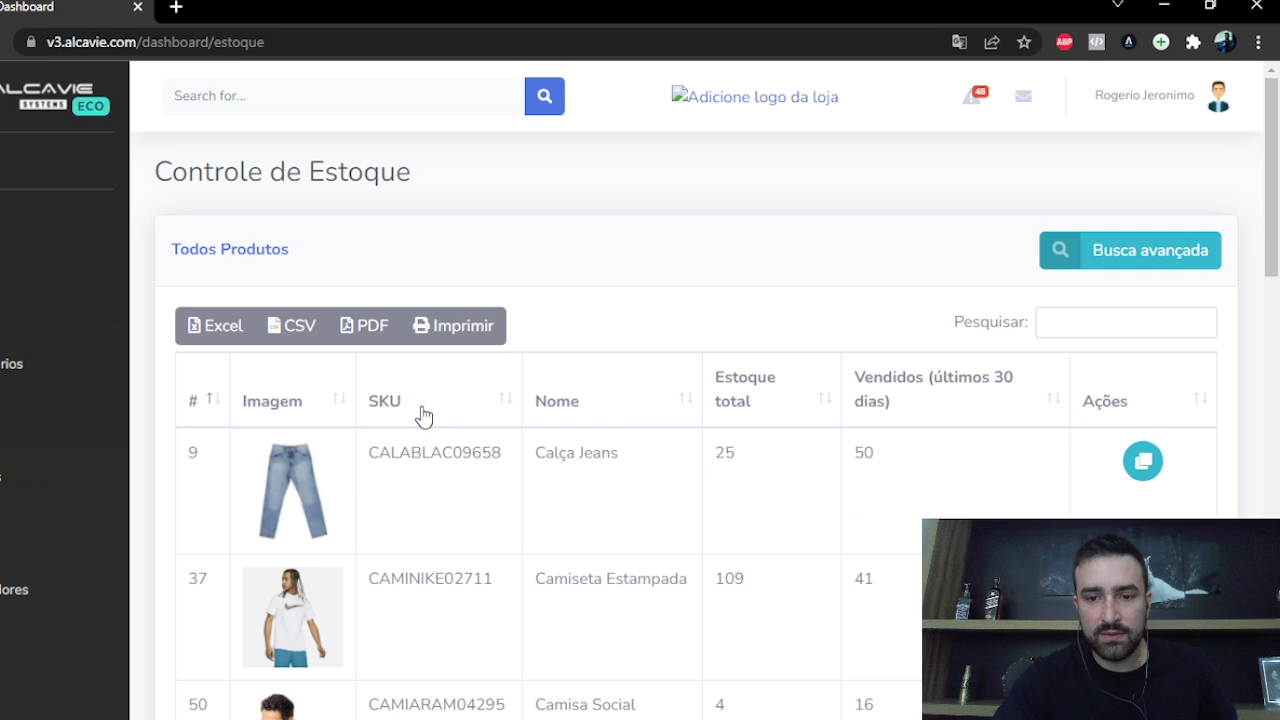 Dashboard
v3.alcavie.com/dashboard/estoque
ABP
ALCAVIE
SYSTEMS ECO
Search for...
Adicione logo da loja
48
Rogerio Jeronimo
Controle de Estoque
Todos Produtos
Busca avançada
Excel CSV PDF Imprimir
Pesquisar:
# Imagem SKU Nome Estoque total Vendidos (últimos 30 dias) Ações
9 CALABLAC09658 Calça Jeans 25 50
37 CAMINIKE02711 Camiseta Estampada 109 41
50 CAMIARAM04295 Camisa Social 4 16
rios
s
lores